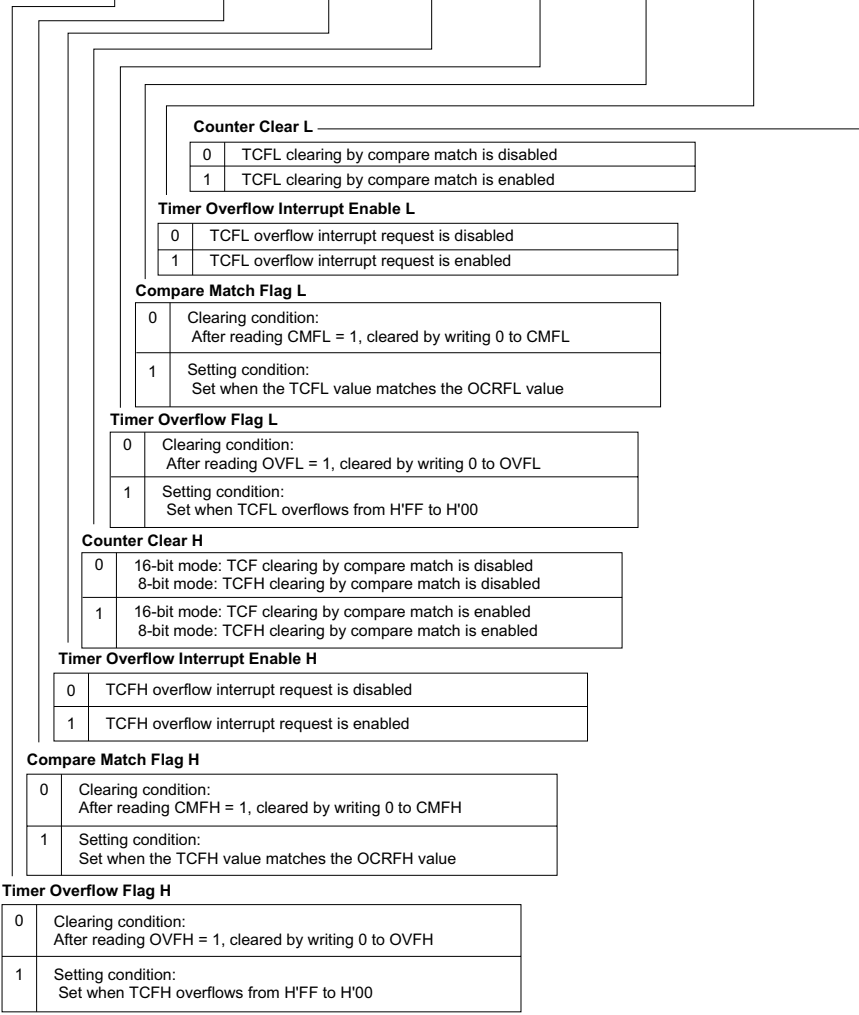 Counter Clear L
0 TCFL clearing by compare match is disabled
1 TCFL clearing by compare match is enabled
Timer Overflow Interrupt Enable L
0 TCFL overflow interrupt request is disabled
1 TCFL overflow interrupt request is enabled
Compare Match Flag L
0 Clearing condition:
After reading CMFL = 1, cleared by writing 0 to CMFL
1 Setting condition:
Set when the TCFL value matches the OCRFL value
Timer Overflow Flag L
0 Clearing condition:
After reading OVFL = 1, cleared by writing 0 to OVFL
1 Setting condition:
Set when TCFL overflows from H'FF to H'00
Counter Clear H
0 16-bit mode: TCF clearing by compare match is disabled
8-bit mode: TCFH clearing by compare match is disabled
1 16-bit mode: TCF clearing by compare match is enabled
8-bit mode: TCFH clearing by compare match is enabled
Timer Overflow Interrupt Enable H
0 TCFH overflow interrupt request is disabled
1 TCFH overflow interrupt request is enabled
Compare Match Flag H
0 Clearing condition:
After reading CMFH = 1, cleared by writing 0 to CMFH
1 Setting condition:
Set when the TCFH value matches the OCRFH value
Timer Overflow Flag H
0 Clearing condition:
After reading OVFH = 1, cleared by writing 0 to OVFH
1 Setting condition:
Set when TCFH overflows from H'FF to H'00